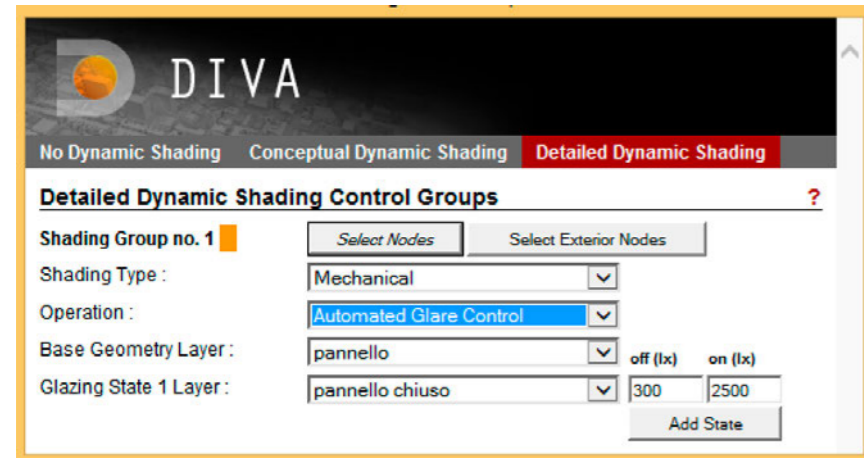 DIVA
No Dynamic Shading Conceptual Dynamic Shading Detailed Dynamic Shading
Detailed Dynamic Shading Control Groups ?
Shading Group no. 1 Select Nodes Select Exterior Nodes
Shading Type : Mechanical
Operation : Automated Glare Control
Base Geometry Layer : pannello off (lx) on (lx)
Glazing State 1 Layer : pannello chiuso 300 2500
Add State